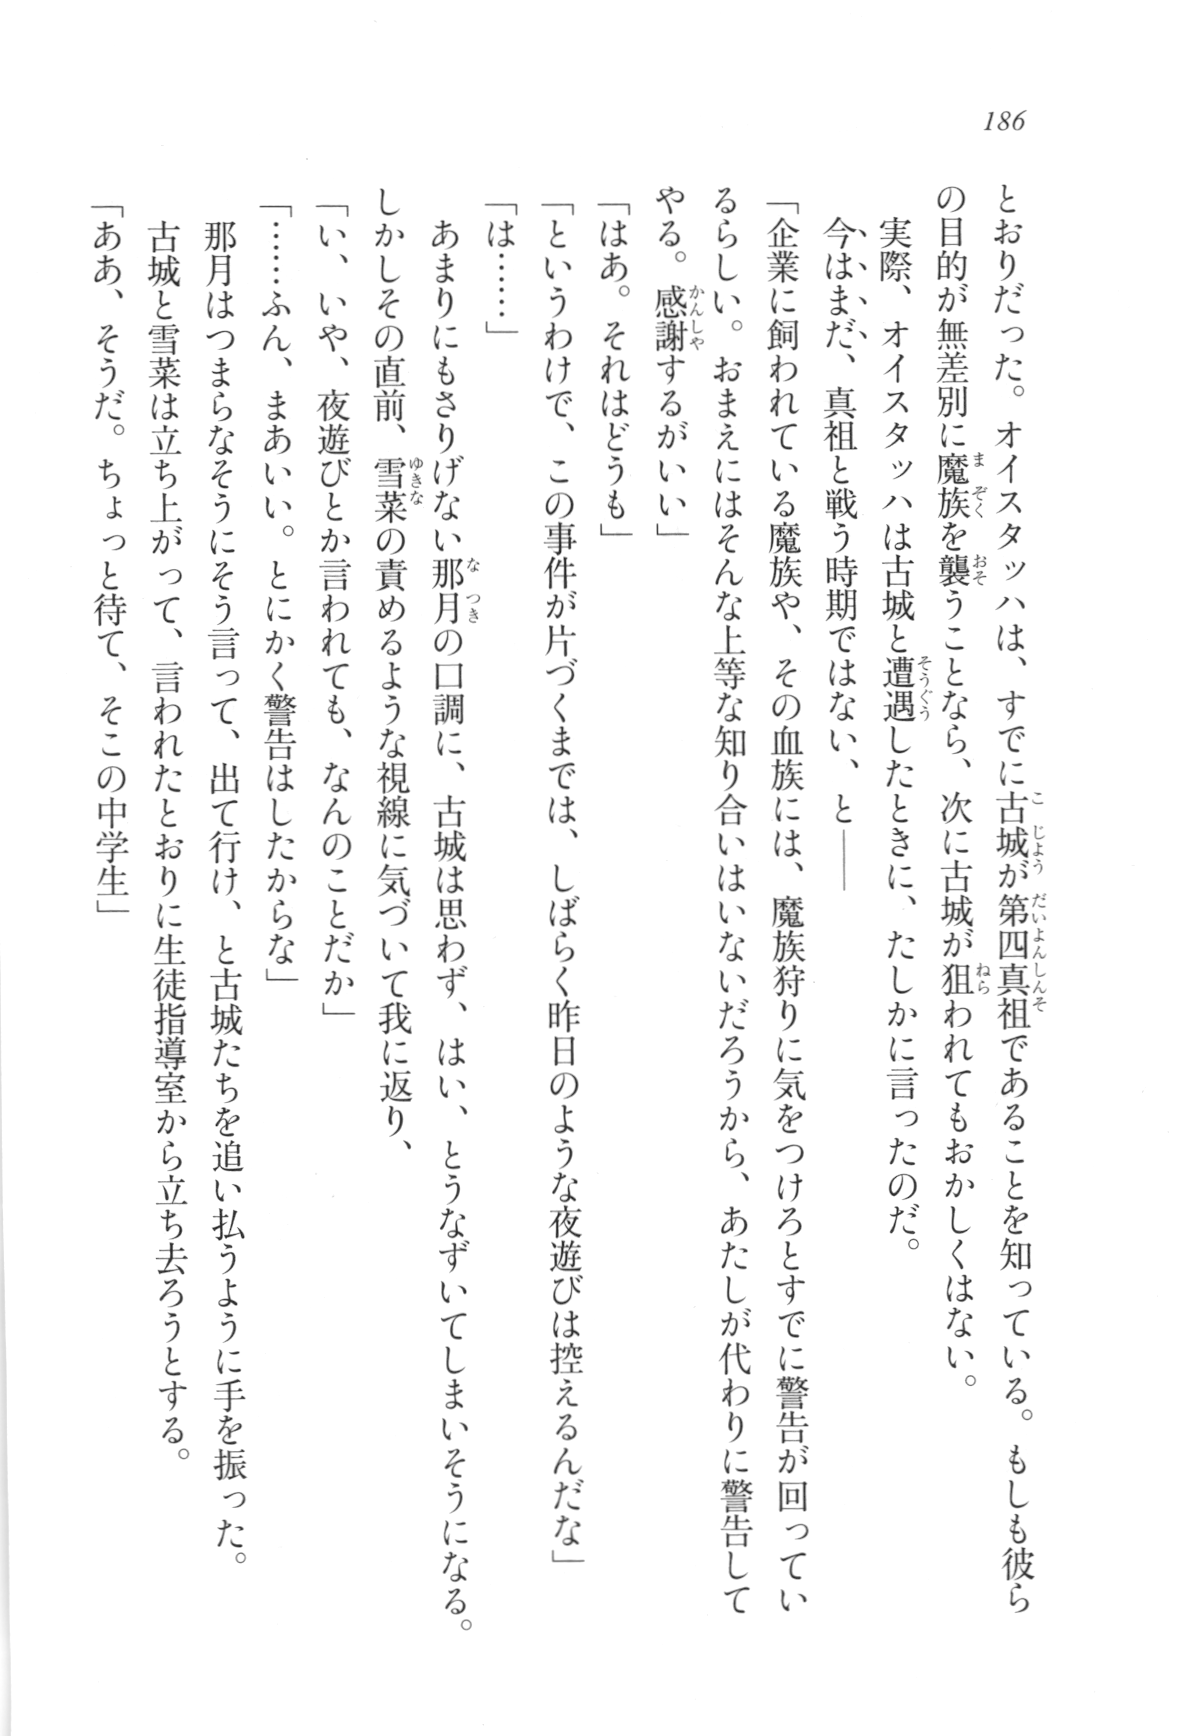 186
とおりだった。オイスタッハは、すでに古城が第四真祖であることを知っている。もしも彼ら
の目的が無差別に魔族を襲うことなら、次に古城が狙われてもおかしくはない。
実際、オイスタッハは古城と遭遇したときに、たしかに言ったのだ。
今はまだ、真祖と戦う時期ではない、と――
「企業に飼われている魔族や、その血族には、魔族狩りに気をつけろとすでに警告が回ってい
るらしい。おまえにはそんな上等な知り合いはいないだろうから、あたしが代わりに警告して
やる。感謝するがいい」
「はあ。それはどうも」
「というわけで、この事件が片づくまでは、しばらく昨日のような夜遊びは控えるんだな」
「は……」
あまりにもさりげない那月の口調に、古城は思わず、はい、とうなずいてしまいそうになる。
しかしその直前、雪菜の責めるような視線に気づいて我に返り、
「い、いや、夜遊びとか言われても、なんのことだか」
「……ふん、まあいい。とにかく警告はしたからな」
那月はつまらなそうにそう言って、出て行け、と古城たちを追い払うように手を振った。
古城と雪菜は立ち上がって、言われたとおりに生徒指導室から立ち去ろうとする。
「ああ、そうだ。ちょっと待て、そこの中学生」